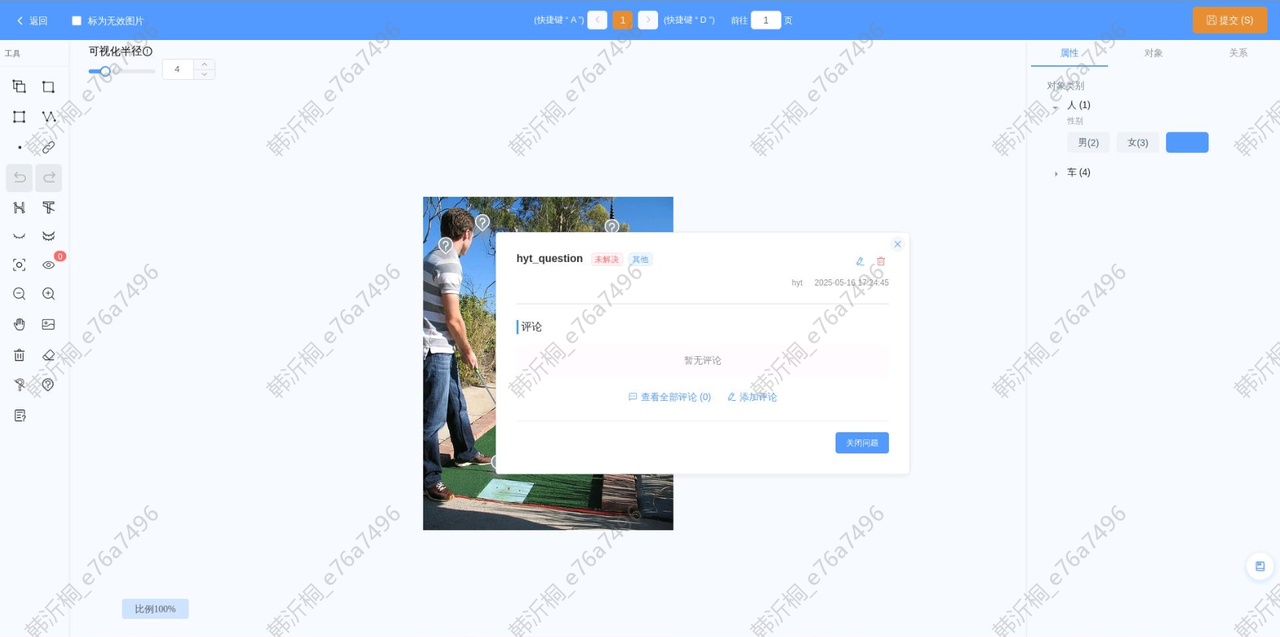 返回
标为无效图片
(快捷键 “ A ”)
1
(快捷键 “ D ”)
前往 1 页
提交 (S)
工具
可视化半径
4
属性
对象
关系
对象类别
人 (1)
性别
男(2)
女(3)
车 (4)
0
hyt_question
未解决
其他
hyt 2025-05-16 17:24:45
评论
暂无评论
查看全部评论 (0)
添加评论
关闭问题
比例100%
韩沂桐_e76a7496